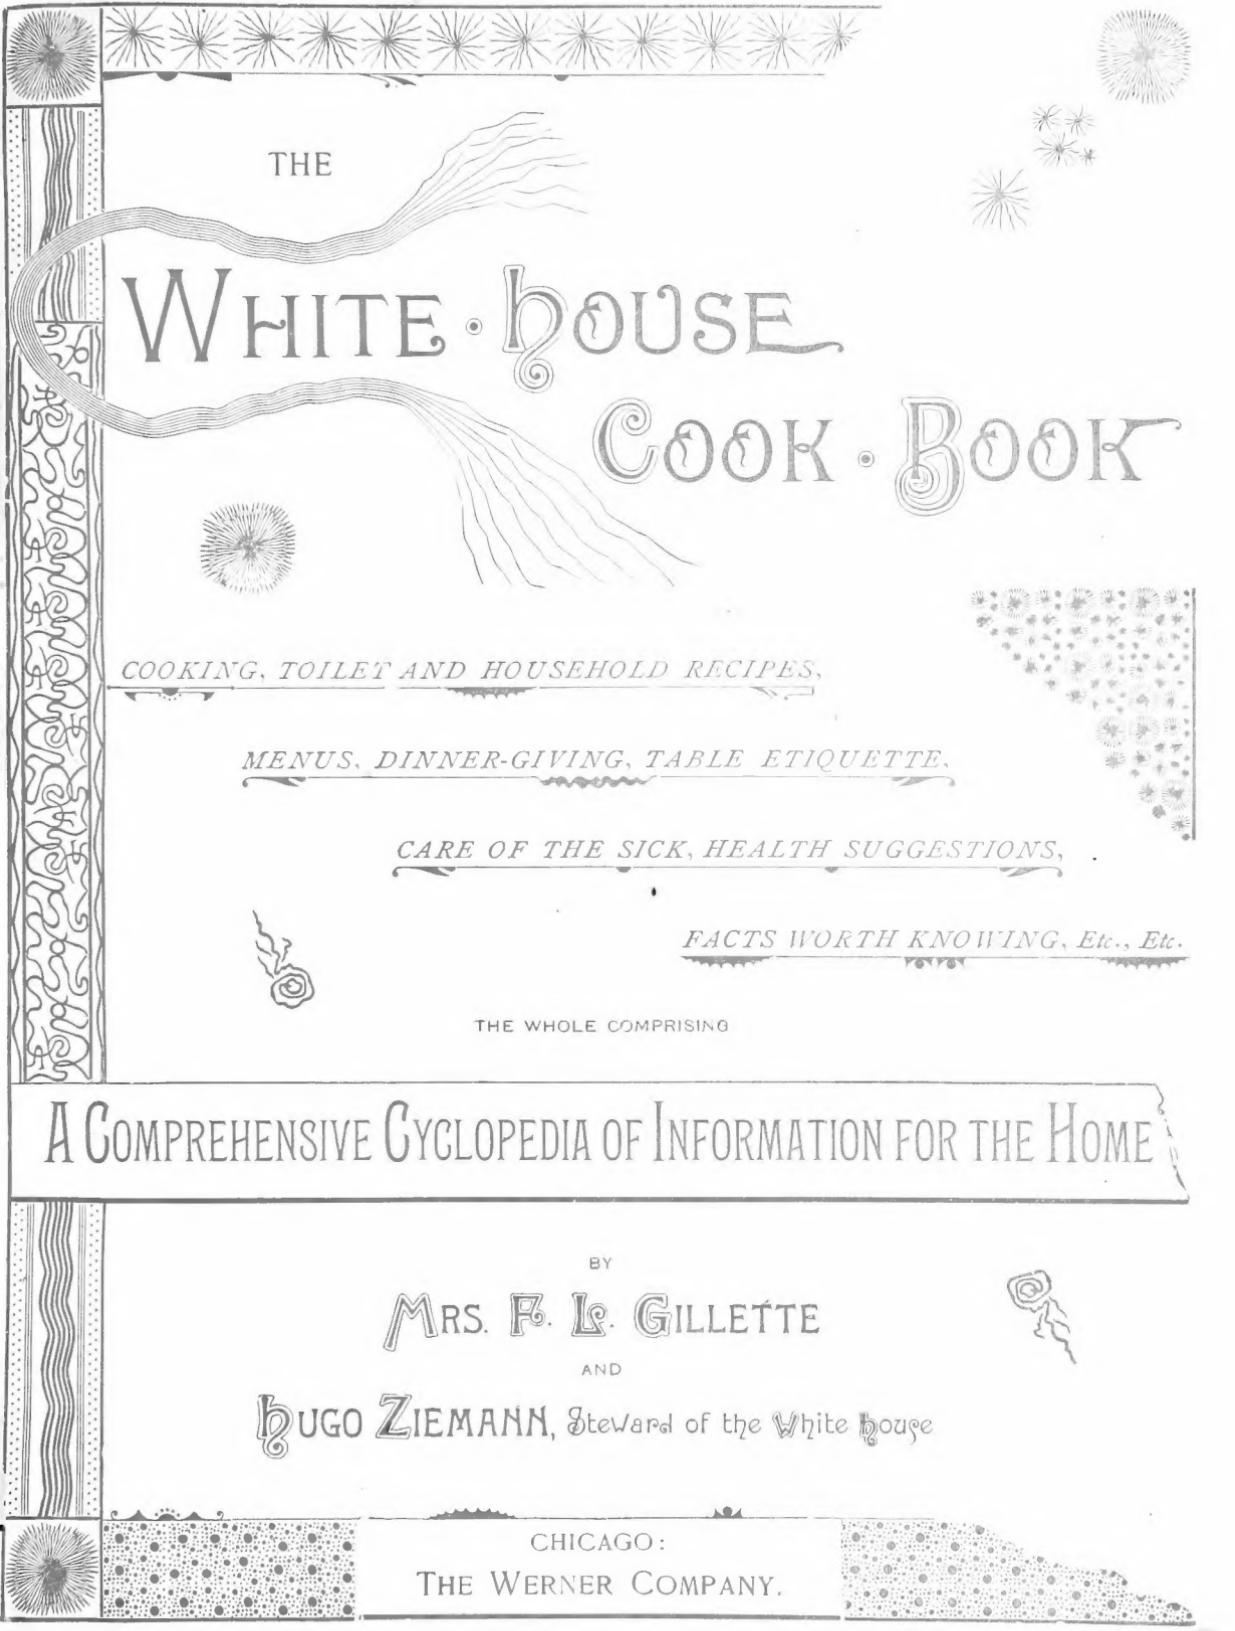 THE
WHITE · HOUSE
COOK · BOOK
COOKING, TOILET AND HOUSEHOLD RECIPES,
MENUS, DINNER-GIVING, TABLE ETIQUETTE,
CARE OF THE SICK, HEALTH SUGGESTIONS,
FACTS WORTH KNOWING, Etc., Etc.
THE WHOLE COMPRISING
A COMPREHENSIVE CYCLOPEDIA OF INFORMATION FOR THE HOME
BY
MRS. F. L. GILLETTE
AND
HUGO ZIEMANN, Steward of the White House
CHICAGO:
THE WERNER COMPANY.